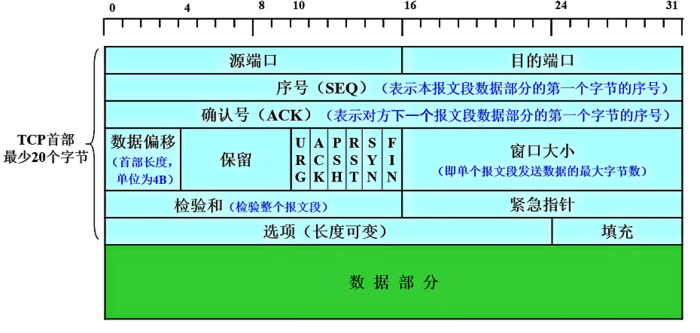 0 4 8 10 16 24 31
源端口 目的端口
序号（SEQ）（表示本报文段数据部分的第一个字节的序号）
确认号（ACK）（表示对方下一个报文段数据部分的第一个字节的序号）
TCP首部
最少20个字节
数据偏移
（首部长度，
单位为4B）
保留
URG
ACK
PSH
RST
SYN
FIN
窗口大小
（即单个报文段发送数据的最大字节数）
检验和（检验整个报文段） 紧急指针
选项（长度可变） 填充
数据部分